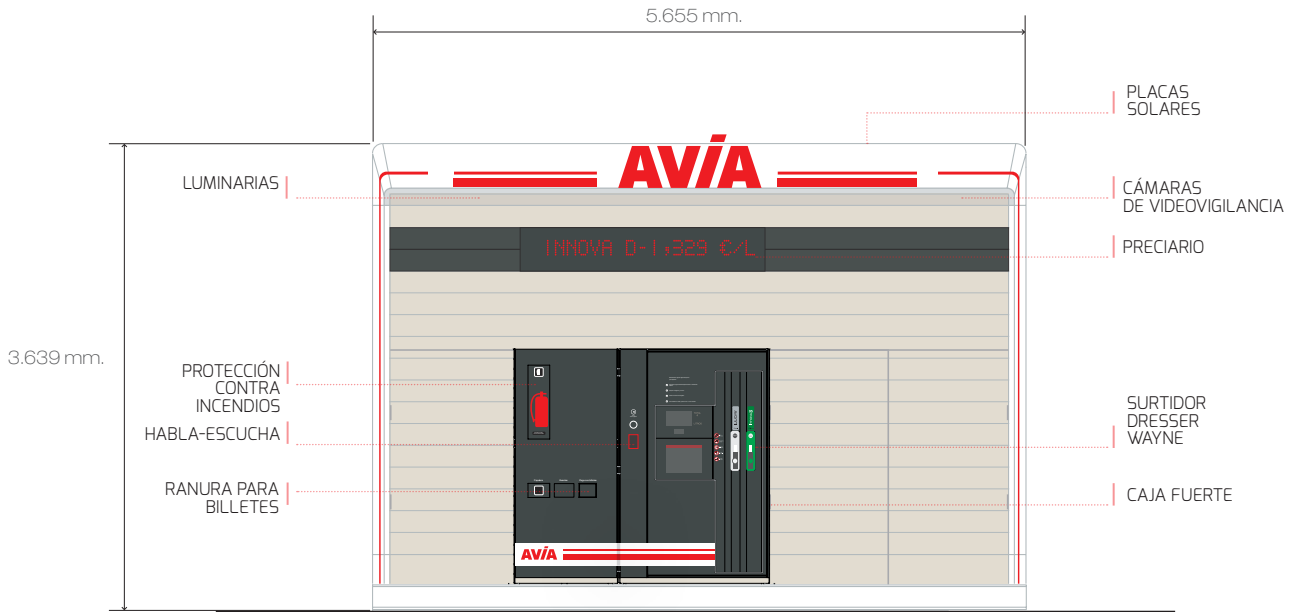 5.655 mm.
PLACAS
SOLARES
AVIA
LUMINARIAS
CÁMARAS
DE VIDEOVIGILANCIA
INNOVA D-1,329 €/L
PRECIARIO
3.639 mm.
PROTECCIÓN
CONTRA
INCENDIOS
HABLA-ESCUCHA
SURTIDOR
DRESSER
WAYNE
RANURA PARA
BILLETES
CAJA FUERTE
AVIA